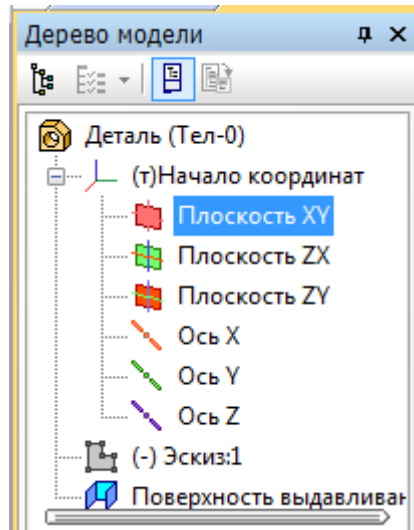 Дерево модели
Деталь (Тел-0)
(т)Начало координат
Плоскость XY
Плоскость ZX
Плоскость ZY
Ось X
Ось Y
Ось Z
(-) Эскиз:1
Поверхность выдавливан